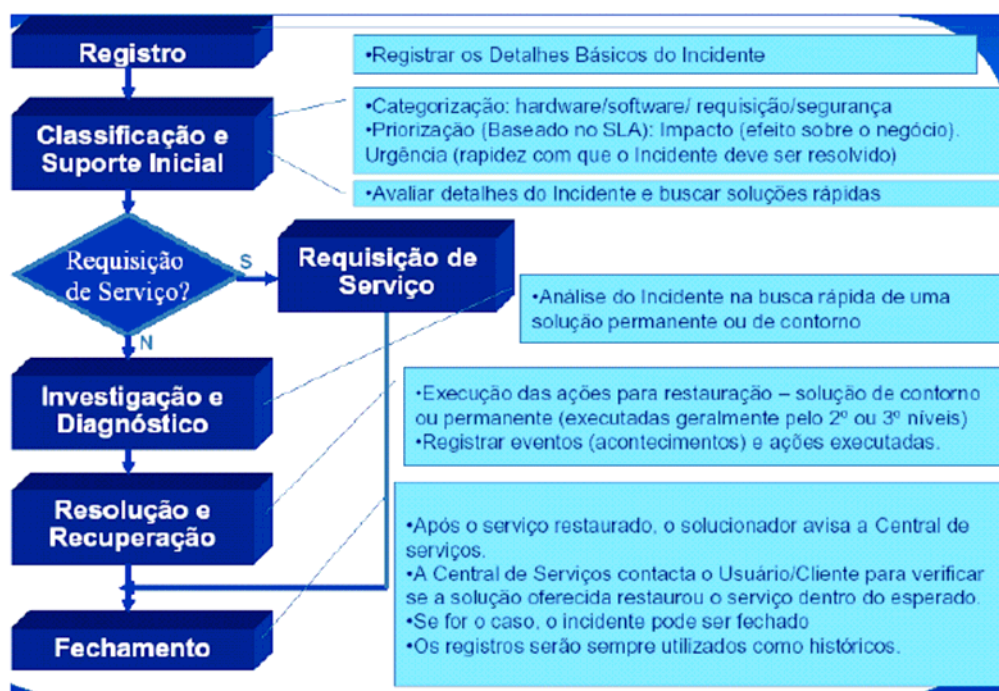 Registro
•Registrar os Detalhes Básicos do Incidente
Classificação e
Suporte Inicial
•Categorização: hardware/software/ requisição/segurança
•Priorização (Baseado no SLA): Impacto (efeito sobre o negócio).
Urgência (rapidez com que o Incidente deve ser resolvido)
•Avaliar detalhes do Incidente e buscar soluções rápidas
Requisição
de Serviço?
S
N
Requisição de
Serviço
•Análise do Incidente na busca rápida de uma
solução permanente ou de contorno
Investigação e
Diagnóstico
•Execução das ações para restauração – solução de contorno
ou permanente (executadas geralmente pelo 2º ou 3º níveis)
•Registrar eventos (acontecimentos) e ações executadas.
Resolução e
Recuperação
•Após o serviço restaurado, o solucionador avisa a Central de
serviços.
•A Central de Serviços contacta o Usuário/Cliente para verificar
se a solução oferecida restaurou o serviço dentro do esperado.
•Se for o caso, o incidente pode ser fechado
•Os registros serão sempre utilizados como históricos.
Fechamento